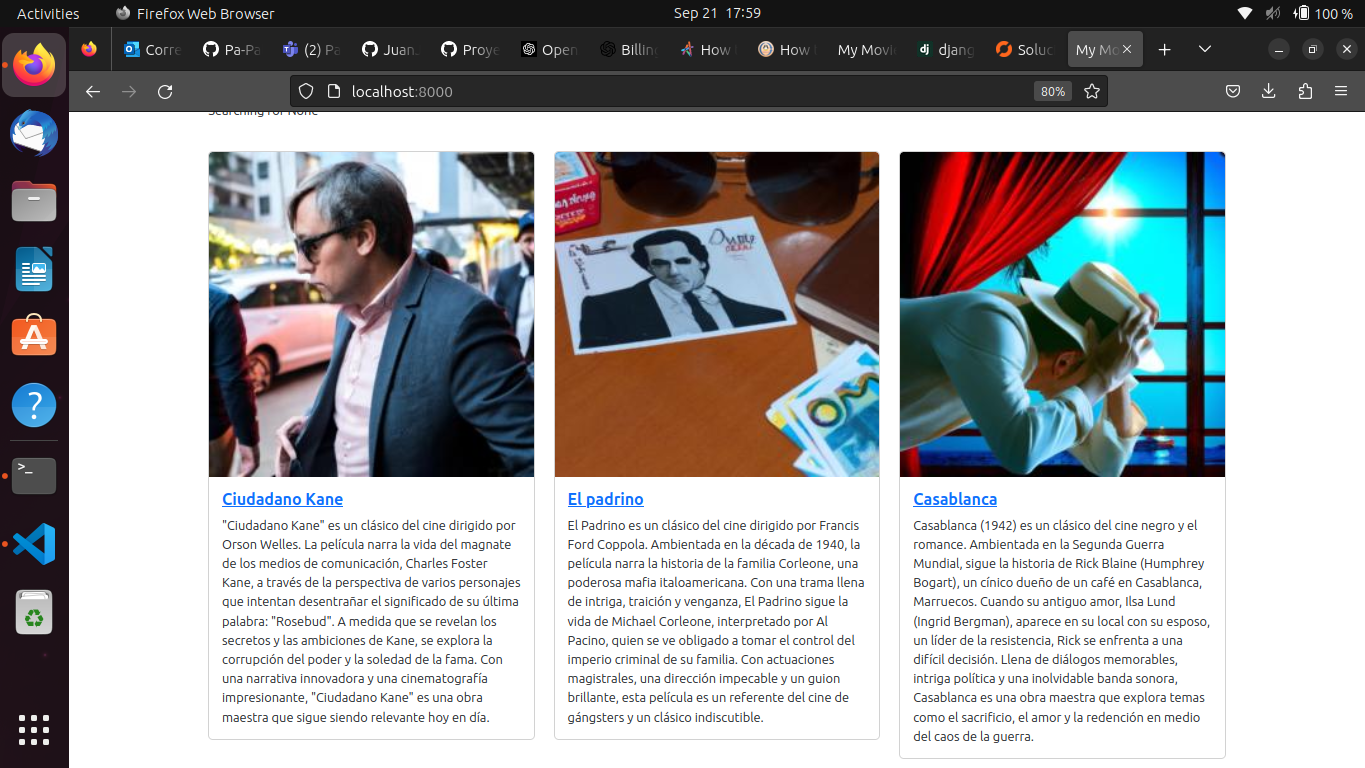 Activities
Firefox Web Browser
Sep 21 17:59
100 %
Corre
Pa-Pa
(2) Pa
Juan.
Proye
Open
Billing
How
How
My Movi
djang
Soluc
My Mo
localhost:8000
80%
Searching for None
Ciudadano Kane
"Ciudadano Kane" es un clásico del cine dirigido por
Orson Welles. La película narra la vida del magnate
de los medios de comunicación, Charles Foster
Kane, a través de la perspectiva de varios personajes
que intentan desentrañar el significado de su última
palabra: "Rosebud". A medida que se revelan los
secretos y las ambiciones de Kane, se explora la
corrupción del poder y la soledad de la fama. Con
una narrativa innovadora y una cinematografía
impresionante, "Ciudadano Kane" es una obra
maestra que sigue siendo relevante hoy en día.
El padrino
El Padrino es un clásico del cine dirigido por Francis
Ford Coppola. Ambientada en la década de 1940, la
película narra la historia de la familia Corleone, una
poderosa mafia italoamericana. Con una trama llena
de intriga, traición y venganza, El Padrino sigue la
vida de Michael Corleone, interpretado por Al
Pacino, quien se ve obligado a tomar el control del
imperio criminal de su familia. Con actuaciones
magistrales, una dirección impecable y un guion
brillante, esta película es un referente del cine de
gángsters y un clásico indiscutible.
Casablanca
Casablanca (1942) es un clásico del cine negro y el
romance. Ambientada en la Segunda Guerra
Mundial, sigue la historia de Rick Blaine (Humphrey
Bogart), un cínico dueño de un café en Casablanca,
Marruecos. Cuando su antiguo amor, Ilsa Lund
(Ingrid Bergman), aparece en su local con su esposo,
un líder de la resistencia, Rick se enfrenta a una
difícil decisión. Llena de diálogos memorables,
intriga política y una inolvidable banda sonora,
Casablanca es una obra maestra que explora temas
como el sacrificio, el amor y la redención en medio
del caos de la guerra.